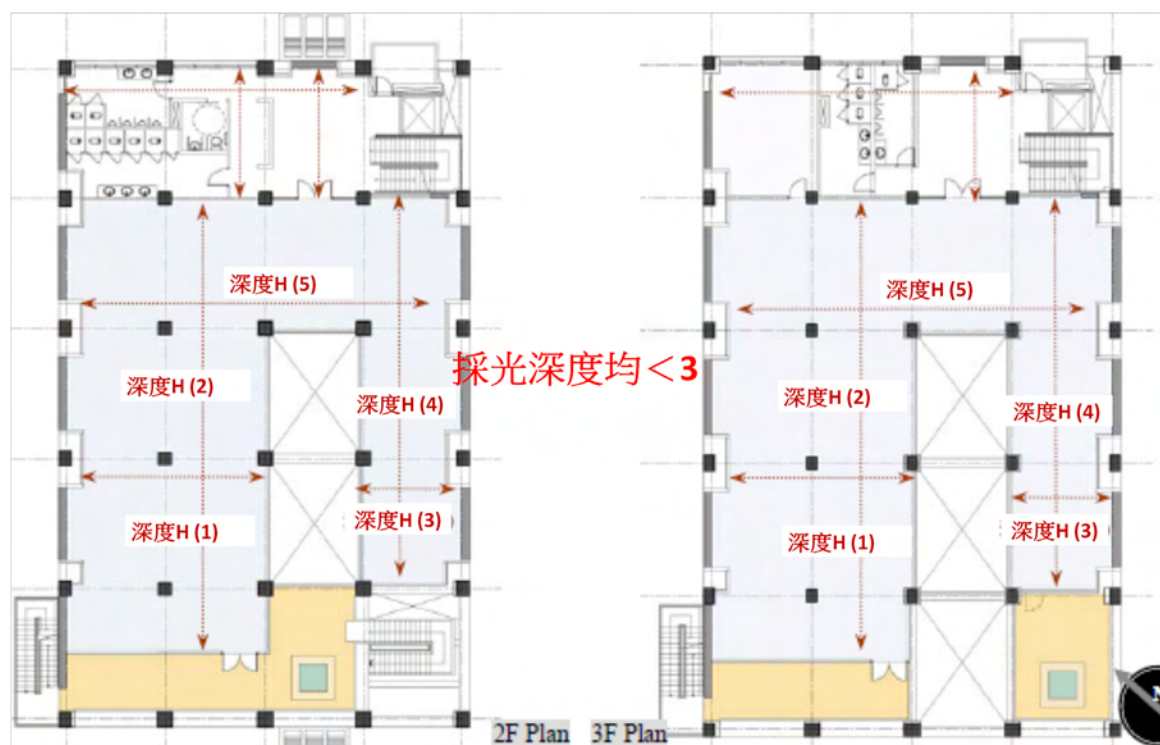 深度H (5)
深度H (2)
深度H (4)
深度H (1)
深度H (3)
採光深度均＜3
深度H (5)
深度H (2)
深度H (4)
深度H (1)
深度H (3)
2F Plan
3F Plan
N